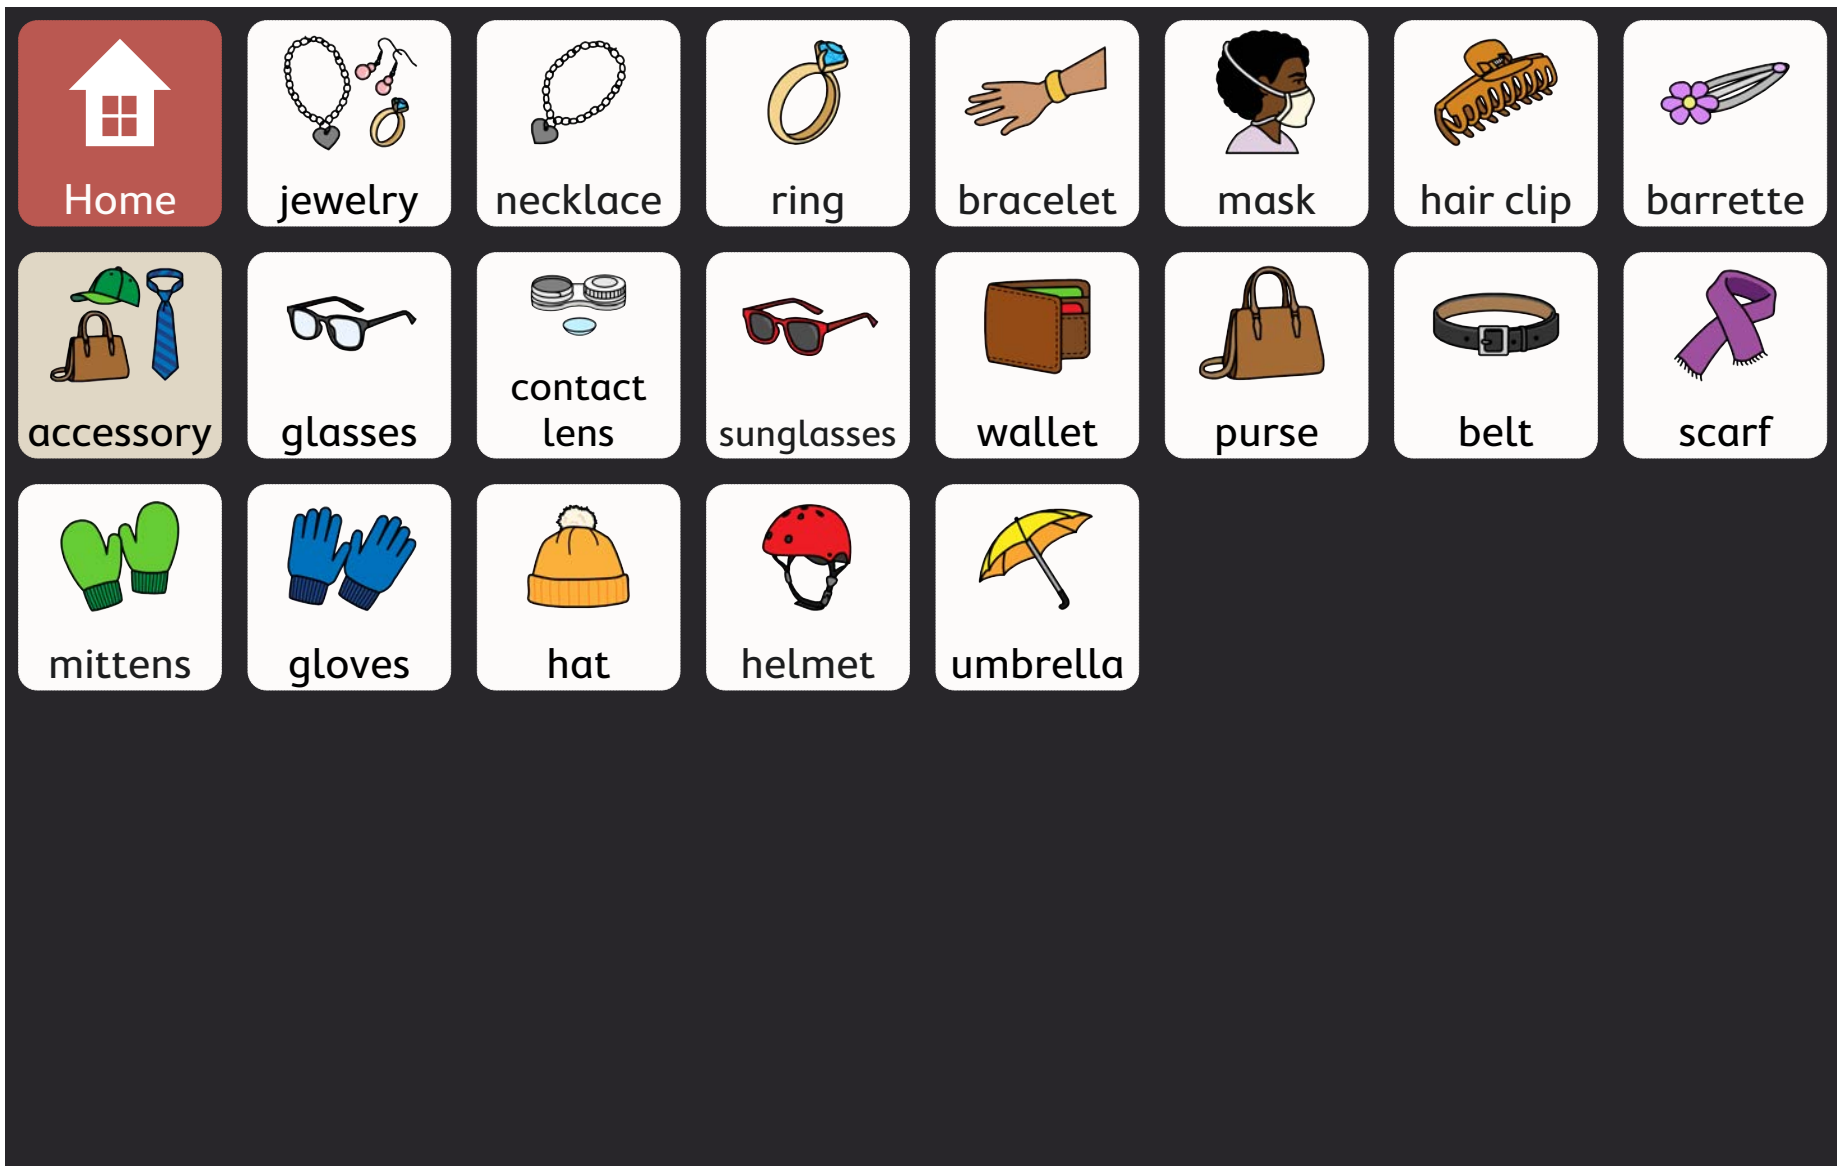 Home
jewelry
necklace
ring
bracelet
mask
hair clip
barrette
accessory
glasses
contact
lens
sunglasses
wallet
purse
belt
scarf
mittens
gloves
hat
helmet
umbrella